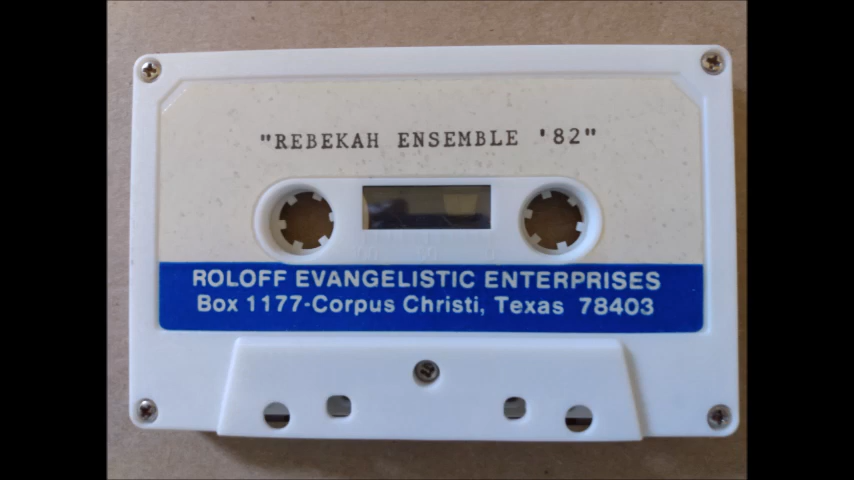 "REBEKAH ENSEMBLE '82"
ROLOFF EVANGELISTIC ENTERPRISES
Box 1177-Corpus Christi, Texas 78403